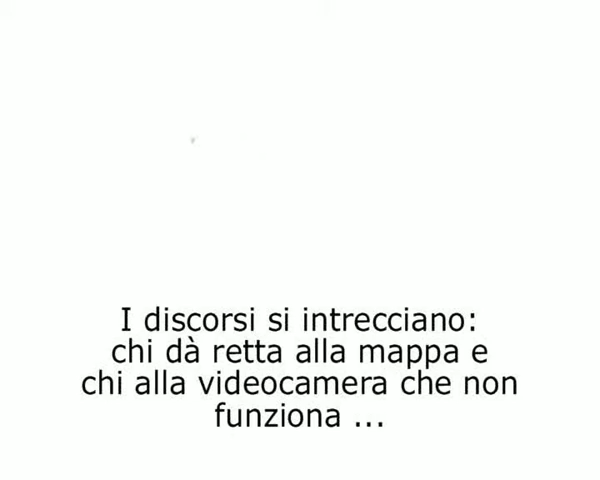 I discorsi si intrecciano:
chi dà retta alla mappa e
chi alla videocamera che non
funziona ...